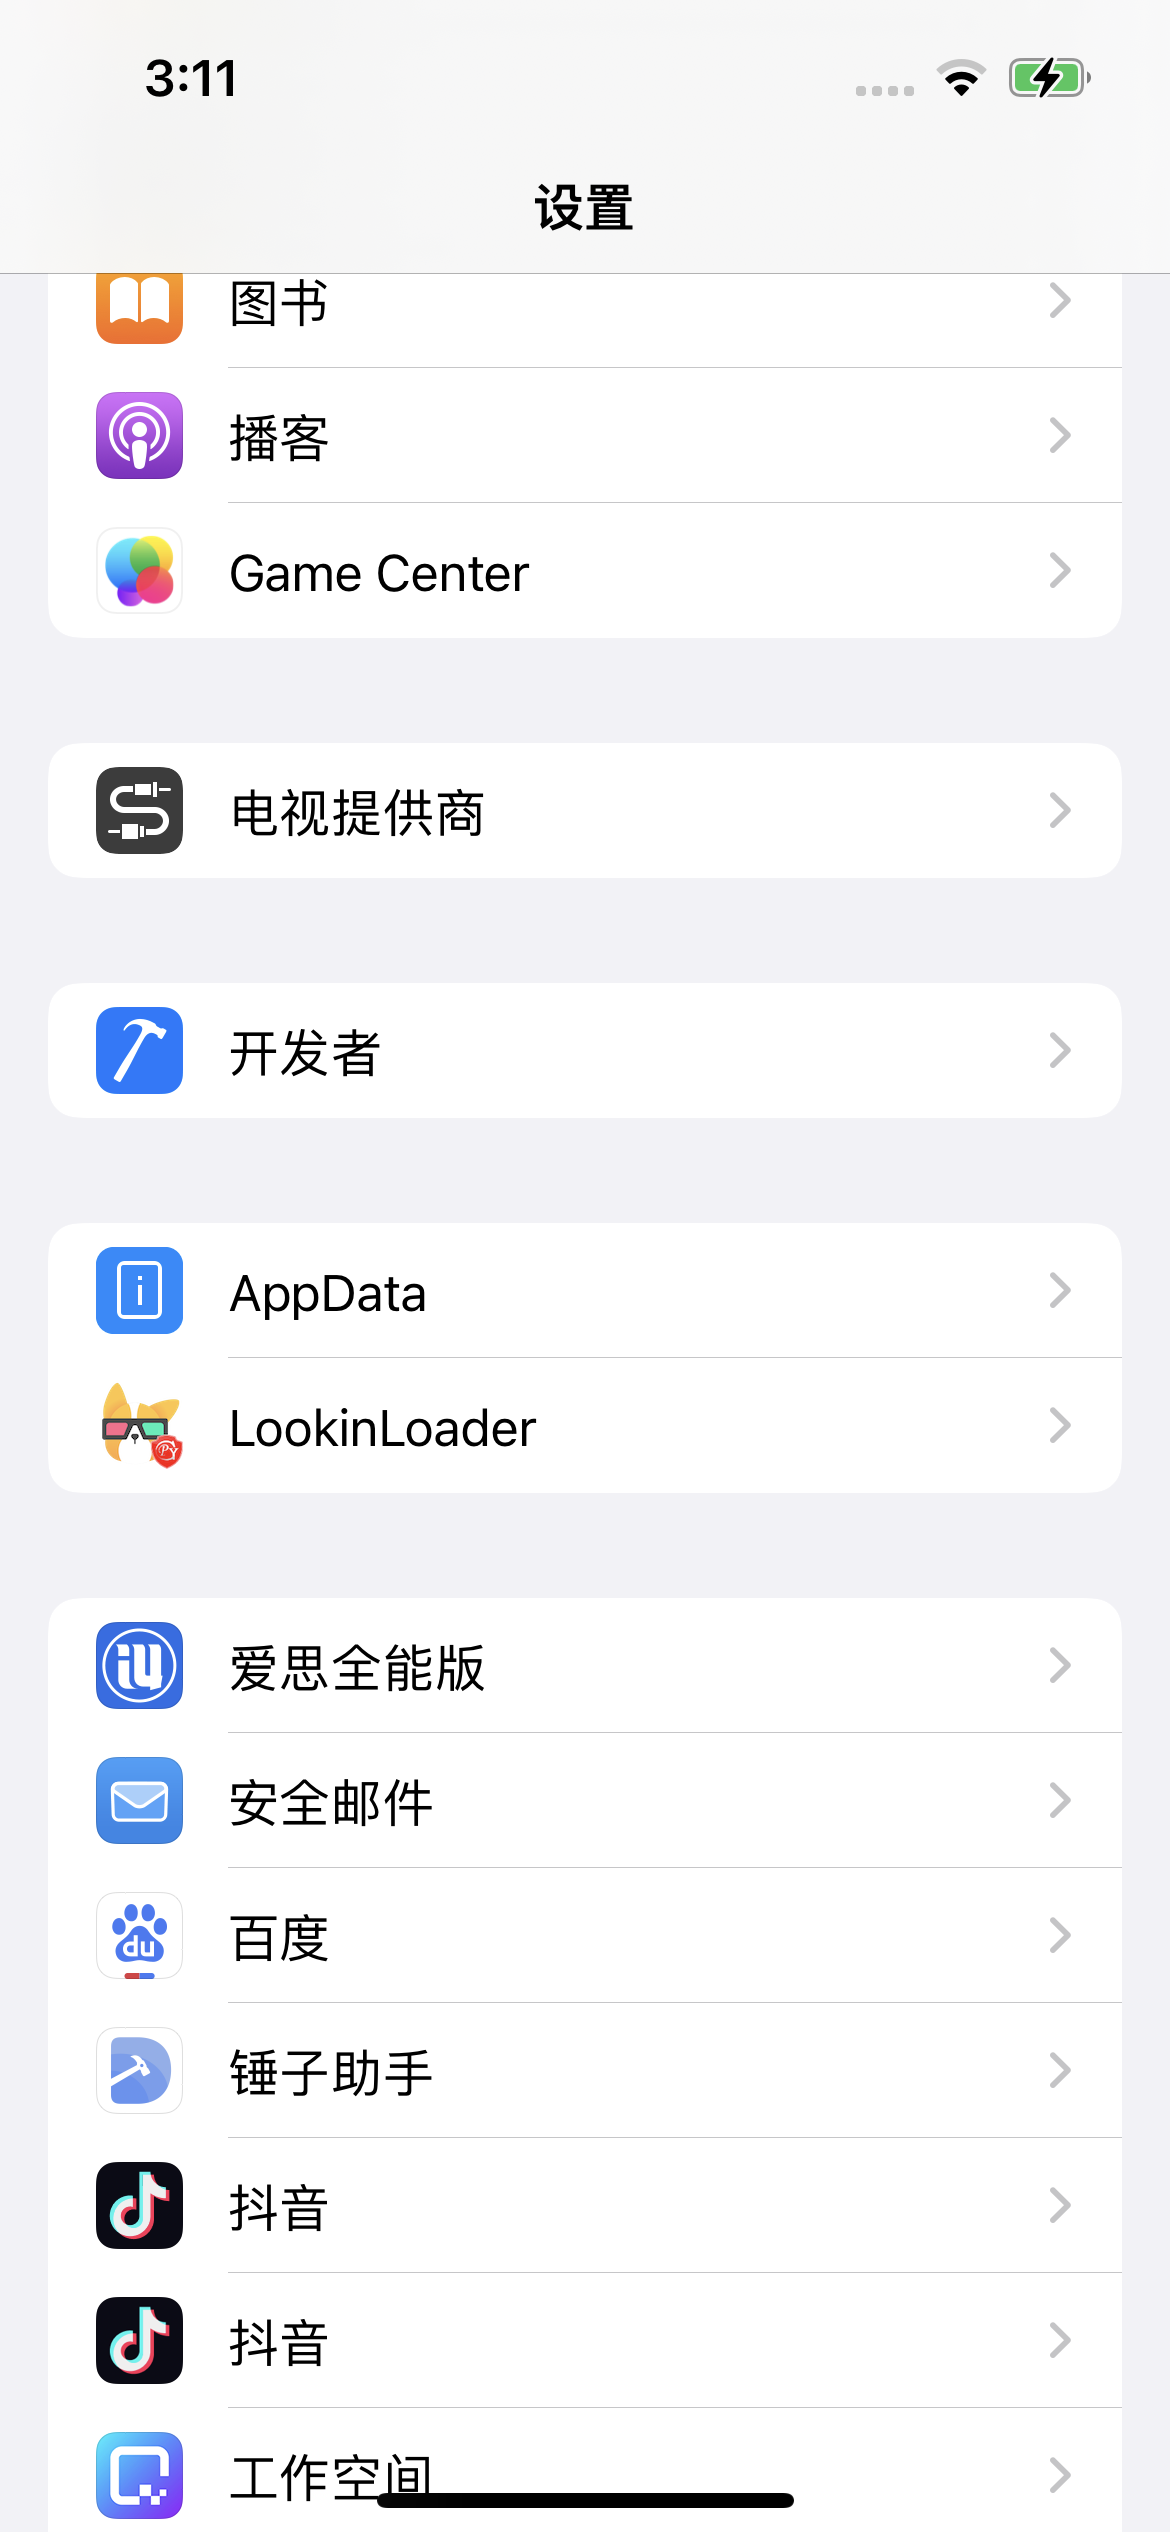 3:11
设置
图书
播客
Game Center
电视提供商
开发者
AppData
LookinLoader
爱思全能版
安全邮件
百度
锤子助手
抖音
抖音
工作空间